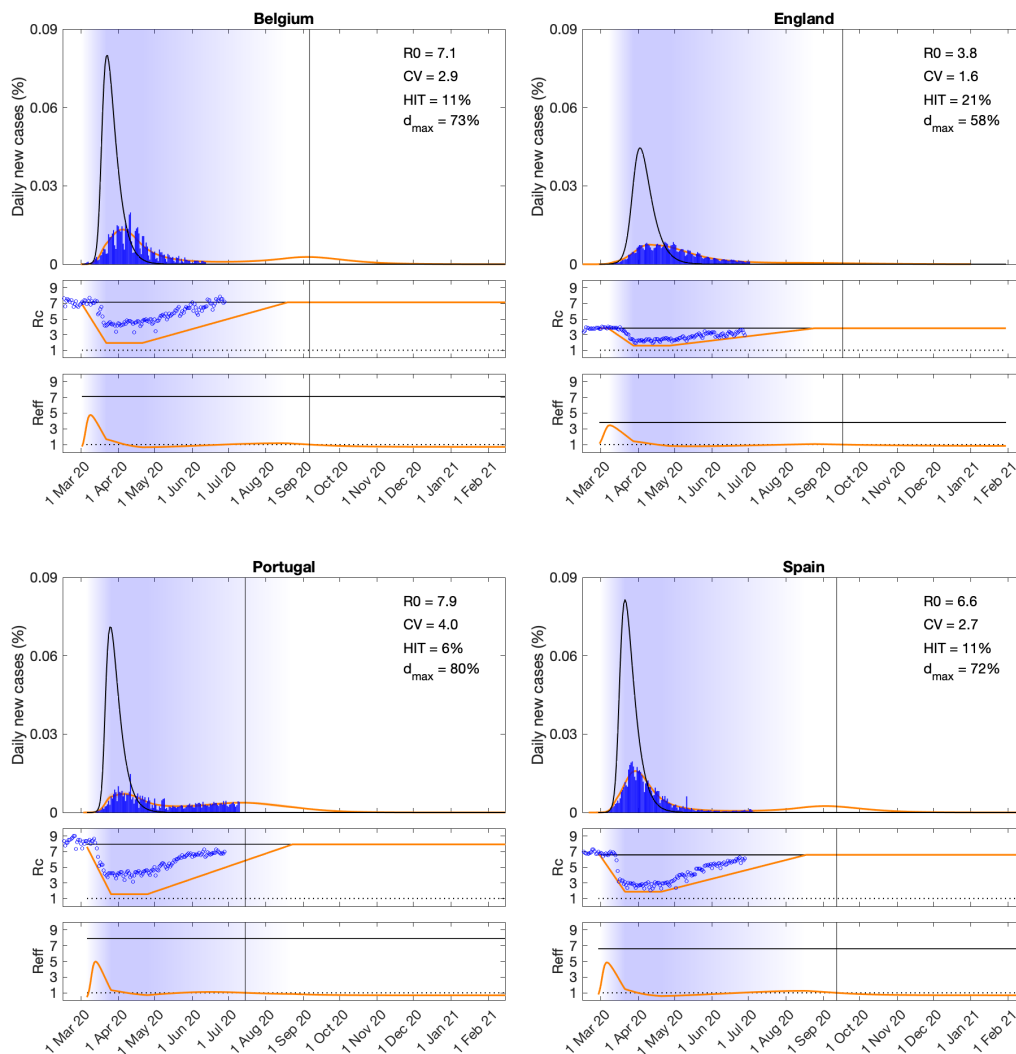 Belgium
Daily new cases (%)
0.09
0.06
0.03
0
R0 = 7.1
CV = 2.9
HIT = 11%
d_max = 73%
Rc
9
7
5
3
1
Reff
9
7
5
3
1
1 Mar 20
1 Apr 20
1 May 20
1 Jun 20
1 Jul 20
1 Aug 20
1 Sep 20
1 Oct 20
1 Nov 20
1 Dec 20
1 Jan 21
1 Feb 21
England
Daily new cases (%)
0.09
0.06
0.03
0
R0 = 3.8
CV = 1.6
HIT = 21%
d_max = 58%
Rc
9
7
5
3
1
Reff
9
7
5
3
1
1 Mar 20
1 Apr 20
1 May 20
1 Jun 20
1 Jul 20
1 Aug 20
1 Sep 20
1 Oct 20
1 Nov 20
1 Dec 20
1 Jan 21
1 Feb 21
Portugal
Daily new cases (%)
0.09
0.06
0.03
0
R0 = 7.9
CV = 4.0
HIT = 6%
d_max = 80%
Rc
9
7
5
3
1
Reff
9
7
5
3
1
1 Mar 20
1 Apr 20
1 May 20
1 Jun 20
1 Jul 20
1 Aug 20
1 Sep 20
1 Oct 20
1 Nov 20
1 Dec 20
1 Jan 21
1 Feb 21
Spain
Daily new cases (%)
0.09
0.06
0.03
0
R0 = 6.6
CV = 2.7
HIT = 11%
d_max = 72%
Rc
9
7
5
3
1
Reff
9
7
5
3
1
1 Mar 20
1 Apr 20
1 May 20
1 Jun 20
1 Jul 20
1 Aug 20
1 Sep 20
1 Oct 20
1 Nov 20
1 Dec 20
1 Jan 21
1 Feb 21